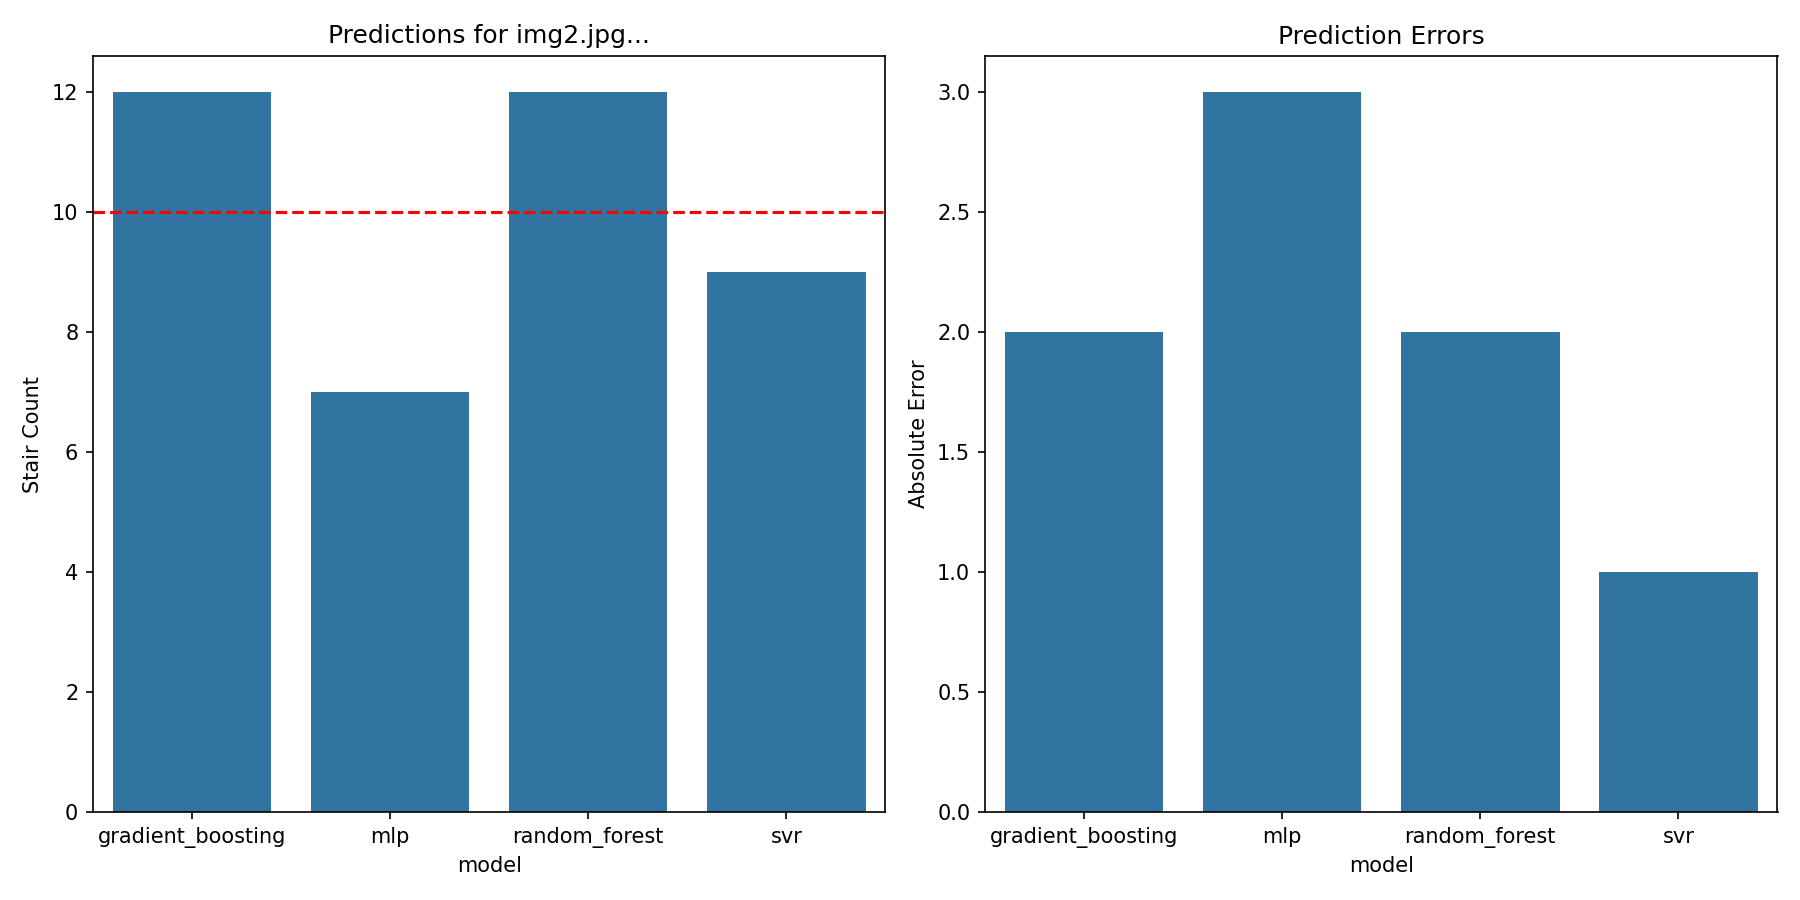 Predictions for img2.jpg...
Stair Count
12
10
8
6
4
2
0
gradient_boosting mlp random_forest svr
model
Prediction Errors
Absolute Error
3.0
2.5
2.0
1.5
1.0
0.5
0.0
gradient_boosting mlp random_forest svr
model